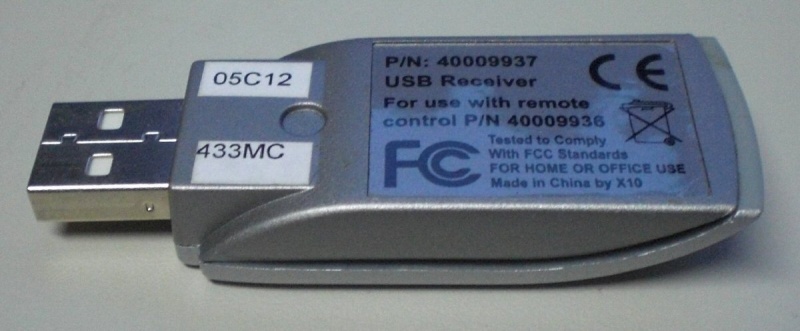 05C12
433MC
P/N: 40009937
USB Receiver
For use with remote
control P/N 40009936
CE
FC
Tested to Comply
With FCC Standards
FOR HOME OR OFFICE USE
Made in China by X10